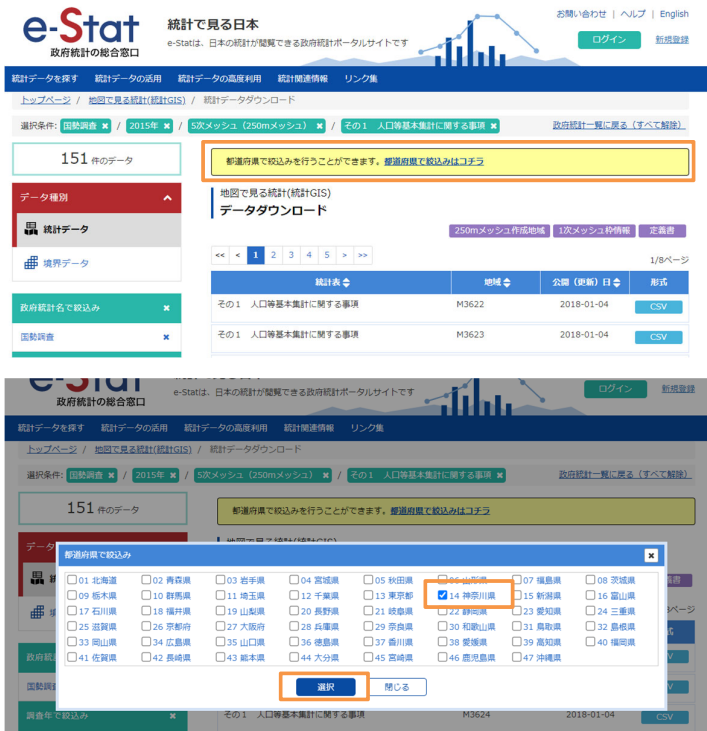 e-Stat
政府統計の総合窓口
統計で見る日本
e-Statは、日本の統計が閲覧できる政府統計ポータルサイトです
お問い合わせ | ヘルプ | English
ログイン 新規登録
統計データを探す 統計データの活用 統計データの高度利用 統計関連情報 リンク集
トップページ / 地図で見る統計(統計GIS) / 統計データダウンロード
選択条件: 国勢調査 × / 2015年 × / 5次メッシュ（250mメッシュ） × / その１ 人口等基本集計に関する事項 × 政府統計一覧に戻る（すべて解除）
151 件のデータ
都道府県で絞込みを行うことができます。都道府県で絞込みはコチラ
データ種別
統計データ
境界データ
政府統計名で絞込み ×
国勢調査 ×
地図で見る統計(統計GIS)
データダウンロード
250mメッシュ作成地域 1次メッシュ枠情報 定義書
<< < 1 2 3 4 5 > >>
1/8ページ
統計表 地域 公開（更新）日 形式
その１ 人口等基本集計に関する事項 M3622 2018-01-04 CSV
その１ 人口等基本集計に関する事項 M3623 2018-01-04 CSV
政府統計の総合窓口
e-Statは、日本の統計が閲覧できる政府統計ポータルサイトです
ログイン 新規登録
統計データを探す 統計データの活用 統計データの高度利用 統計関連情報 リンク集
トップページ / 地図で見る統計(統計GIS) / 統計データダウンロード
選択条件: 国勢調査 × / 2015年 × / 5次メッシュ（250mメッシュ） × / その１ 人口等基本集計に関する事項 × 政府統計一覧に戻る（すべて解除）
151 件のデータ
都道府県で絞込みを行うことができます。都道府県で絞込みはコチラ
都道府県で絞込み ×
01 北海道 02 青森県 03 岩手県 04 宮城県 05 秋田県 06 山形県 07 福島県 08 茨城県
09 栃木県 10 群馬県 11 埼玉県 12 千葉県 13 東京都 14 神奈川県 15 新潟県 16 富山県
17 石川県 18 福井県 19 山梨県 20 長野県 21 岐阜県 22 静岡県 23 愛知県 24 三重県
25 滋賀県 26 京都府 27 大阪府 28 兵庫県 29 奈良県 30 和歌山県 31 鳥取県 32 島根県
33 岡山県 34 広島県 35 山口県 36 徳島県 37 香川県 38 愛媛県 39 高知県 40 福岡県
41 佐賀県 42 長崎県 43 熊本県 44 大分県 45 宮崎県 46 鹿児島県 47 沖縄県
選択 閉じる
調査年で絞込み ×
その１ 人口等基本集計に関する事項 M3624 2018-01-04 CSV